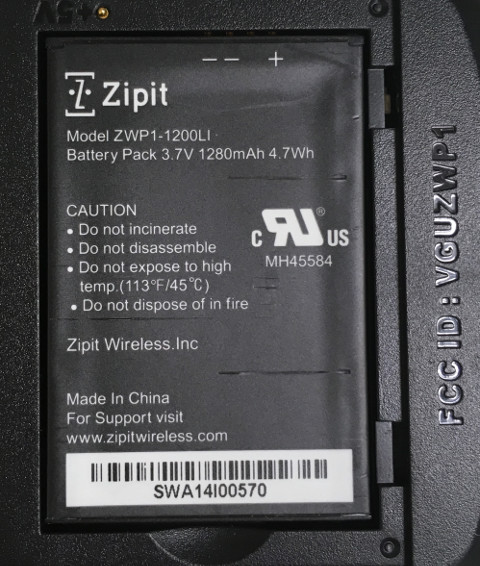 +5V
– – +
Zipit
Model ZWP1-1200LI
Battery Pack 3.7V 1280mAh 4.7Wh
CAUTION
• Do not incinerate
• Do not disassemble
• Do not expose to high
temp.(113°F/45℃)
• Do not dispose of in fire
C RU ® US
MH45584
Zipit Wireless.Inc
Made In China
For Support visit
www.zipitwireless.com
SWA14I00570
FCC ID: VGUZWP1